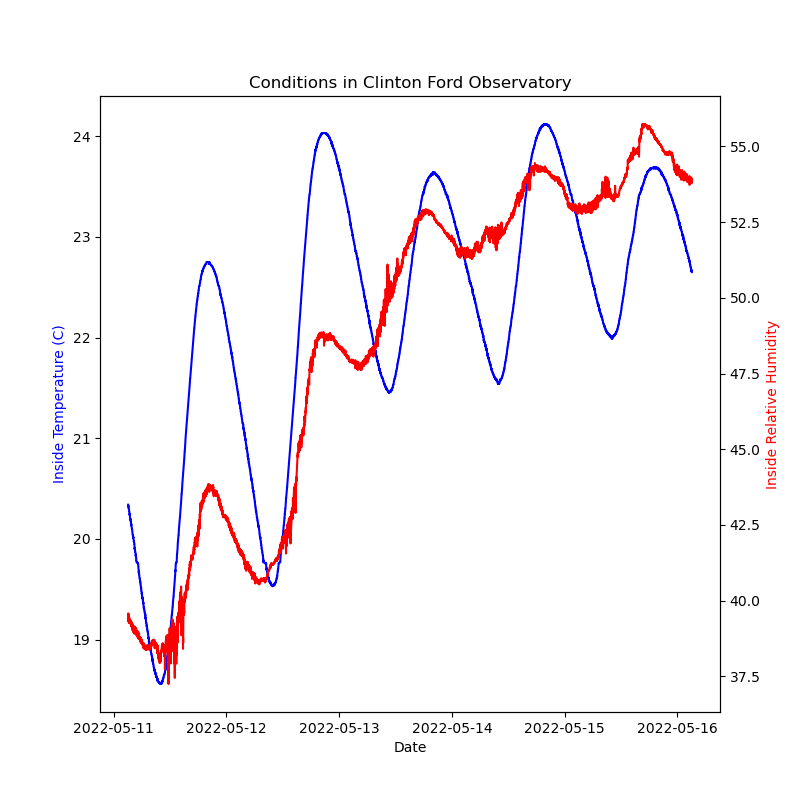 Conditions in Clinton Ford Observatory
24
23
22
21
20
19
Inside Temperature (C)
55.0
52.5
50.0
47.5
45.0
42.5
40.0
37.5
Inside Relative Humidity
2022-05-11 2022-05-12 2022-05-13 2022-05-14 2022-05-15 2022-05-16
Date